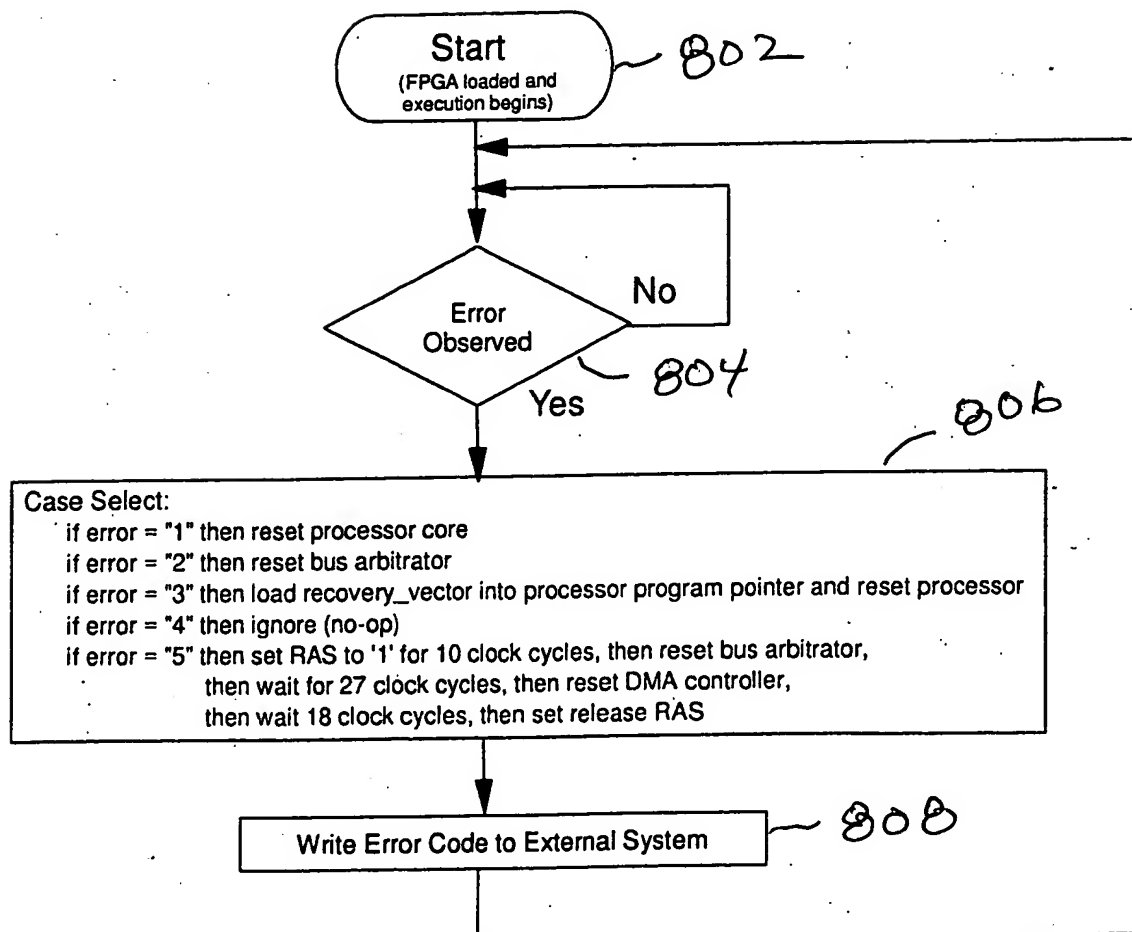 Start
(FPGA loaded and
execution begins)
802
Error
Observed
No
804
Yes
806
Case Select:
if error = "1" then reset processor core
if error = "2" then reset bus arbitrator
if error = "3" then load recovery_vector into processor program pointer and reset processor
if error = "4" then ignore (no-op)
if error = "5" then set RAS to '1' for 10 clock cycles, then reset bus arbitrator,
then wait for 27 clock cycles, then reset DMA controller,
then wait 18 clock cycles, then set release RAS
Write Error Code to External System
808